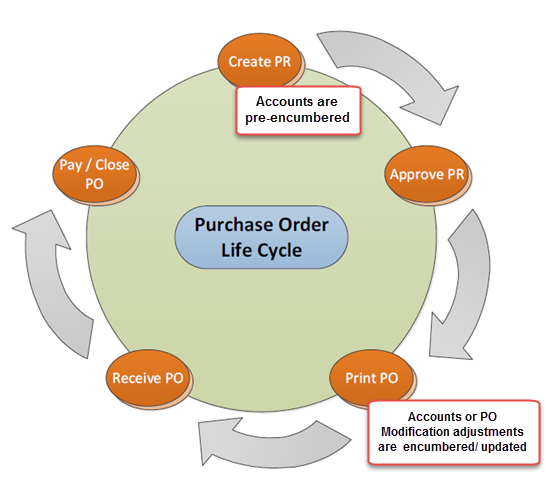 Create PR
Accounts are
pre-encumbered
Approve PR
Pay / Close
PO
Purchase Order
Life Cycle
Receive PO
Print PO
Accounts or PO
Modification adjustments
are encumbered/ updated